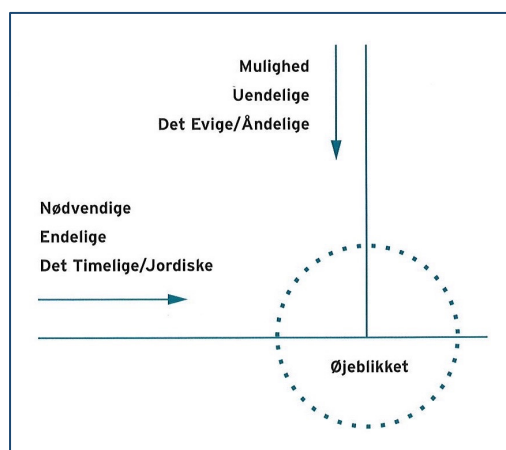 Mulighed
Uendelige
Det Evige/Åndelige
Nødvendige
Endelige
Det Timelige/Jordiske
Øjeblikket